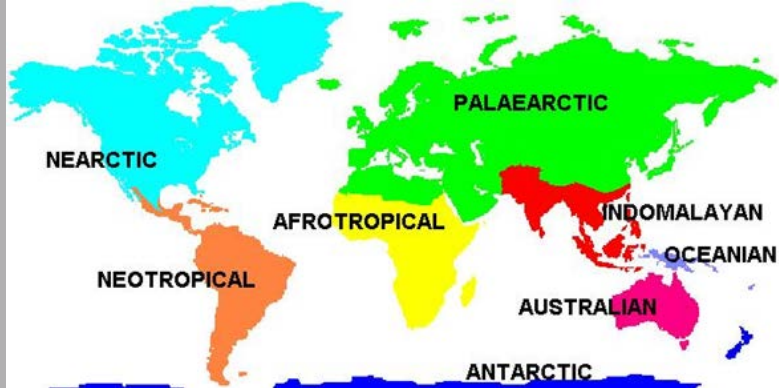 PALAEARCTIC
NEARCTIC
INDOMALAYAN
AFROTROPICAL
OCEANIAN
NEOTROPICAL
AUSTRALIAN
ANTARCTIC